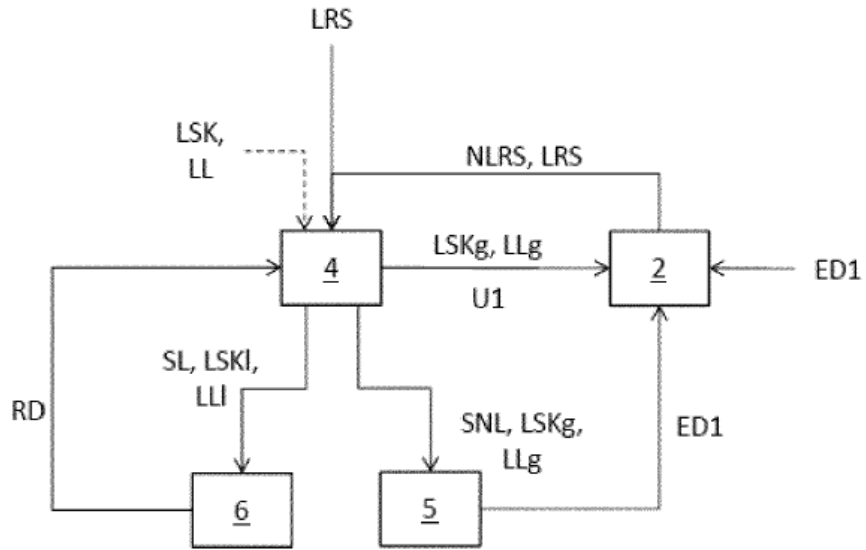 LRS
LSK,
LL
NLRS, LRS
4
LSKg, LLg
U1
2
ED1
SL, LSKl,
LLl
RD
SNL, LSKg,
LLg
ED1
6
5